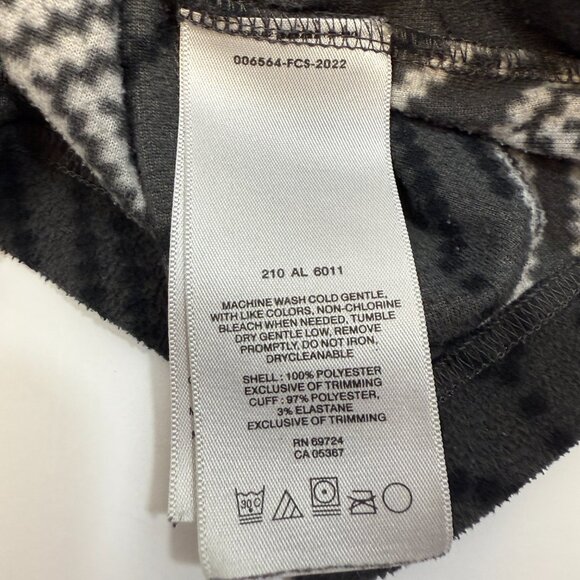 006564-FCS-2022
210 AL 6011
MACHINE WASH COLD GENTLE,
WITH LIKE COLORS, NON-CHLORINE
BLEACH WHEN NEEDED, TUMBLE
DRY GENTLE LOW, REMOVE
PROMPTLY, DO NOT IRON,
DRYCLEANABLE
SHELL : 100% POLYESTER
EXCLUSIVE OF TRIMMING
CUFF : 97% POLYESTER,
3% ELASTANE
EXCLUSIVE OF TRIMMING
RN 69724
CA 05367
30°C